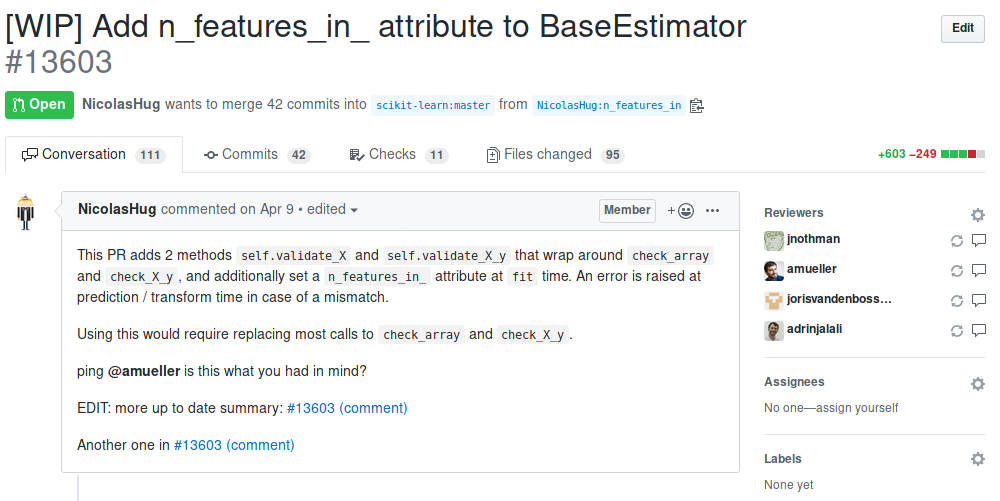 [WIP] Add n_features_in_ attribute to BaseEstimator
#13603
Edit
Open NicolasHug wants to merge 42 commits into scikit-learn:master from NicolasHug:n_features_in
Conversation 111 Commits 42 Checks 11 Files changed 95 +603 −249
NicolasHug commented on Apr 9 • edited Member
This PR adds 2 methods self.validate_X and self.validate_X_y that wrap around check_array
and check_X_y , and additionally set a n_features_in_ attribute at fit time. An error is raised at
prediction / transform time in case of a mismatch.
Using this would require replacing most calls to check_array and check_X_y .
ping @amueller is this what you had in mind?
EDIT: more up to date summary: #13603 (comment)
Another one in #13603 (comment)
Reviewers
jnothman
amueller
jorisvandenboss…
adrinjalali
Assignees
No one—assign yourself
Labels
None yet